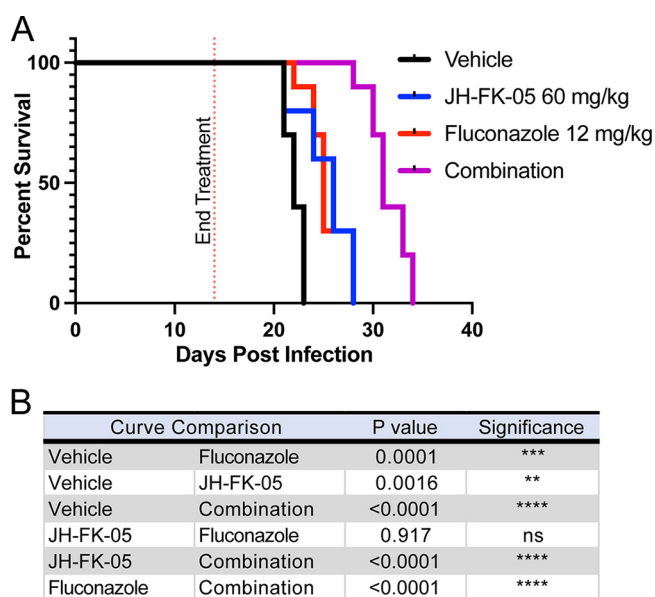 A
100
50
0
Percent Survival
End Treatment
Vehicle
JH-FK-05 60 mg/kg
Fluconazole 12 mg/kg
Combination
0 10 20 30 40
Days Post Infection
B
Curve Comparison P value Significance
Vehicle Fluconazole 0.0001 ***
Vehicle JH-FK-05 0.0016 **
Vehicle Combination <0.0001 ****
JH-FK-05 Fluconazole 0.917 ns
JH-FK-05 Combination <0.0001 ****
Fluconazole Combination <0.0001 ****